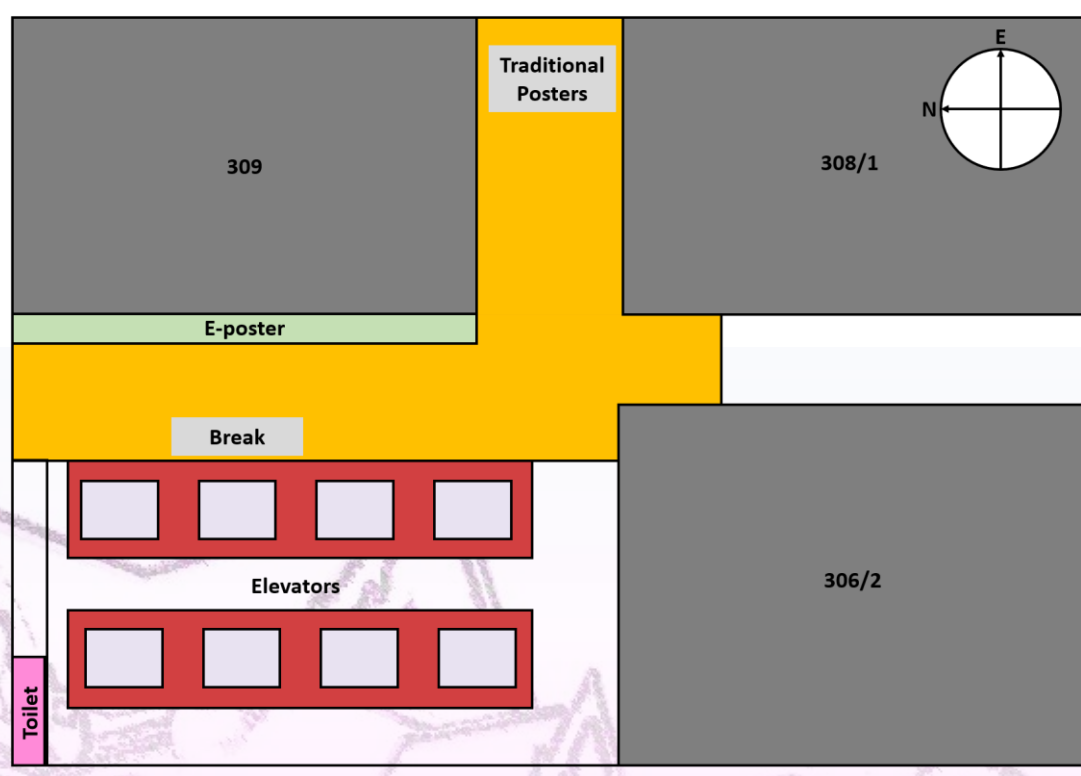 E
Traditional
Posters
N
309
308/1
E-poster
Break
Elevators
306/2
Toilet